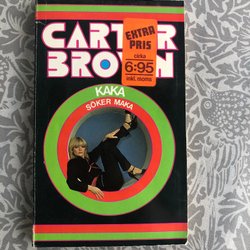 CARTER
BROWN
EXTRA
PRIS
cirka
6:95
inkl. moms
KAKA
SÖKER MAKA